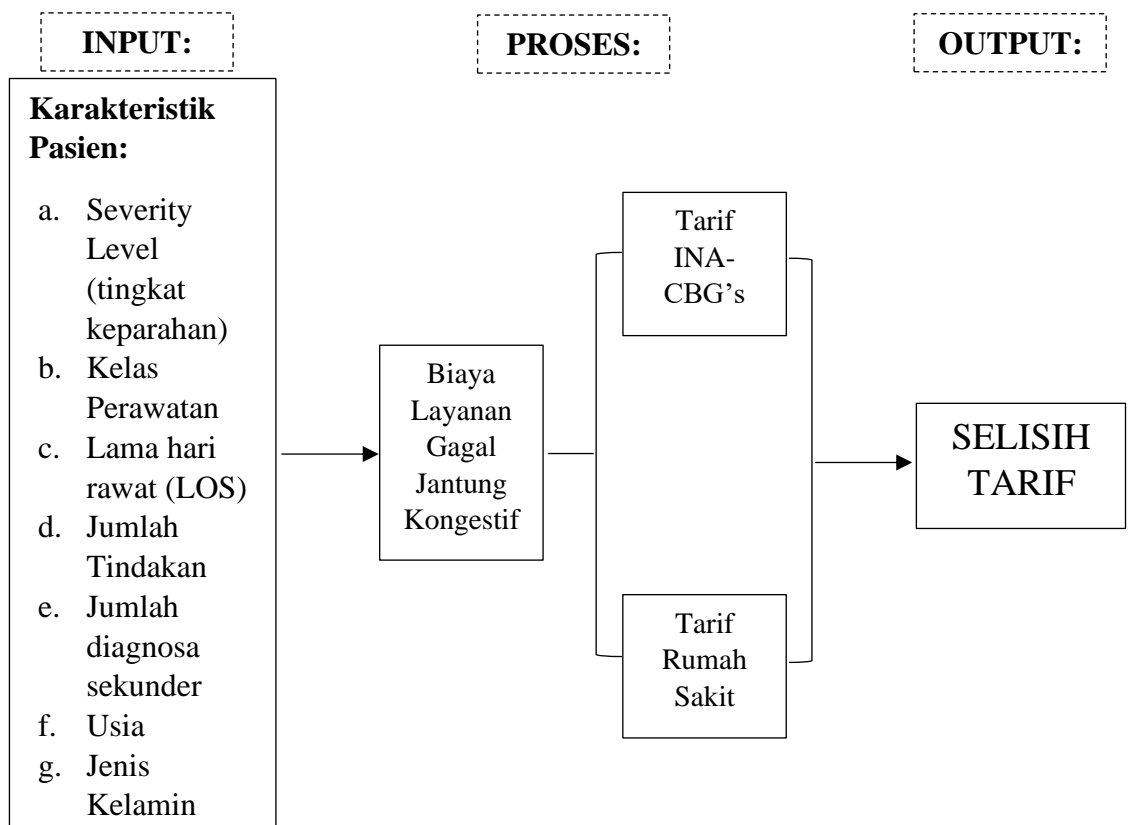 INPUT:
PROSES:
OUTPUT:
Karakteristik
Pasien:
a. Severity
Level
(tingkat
keparahan)
b. Kelas
Perawatan
c. Lama hari
rawat (LOS)
d. Jumlah
Tindakan
e. Jumlah
diagnosa
sekunder
f. Usia
g. Jenis
Kelamin
Biaya
Layanan
Gagal
Jantung
Kongestif
Tarif
INA-
CBG’s
Tarif
Rumah
Sakit
SELISIH
TARIF